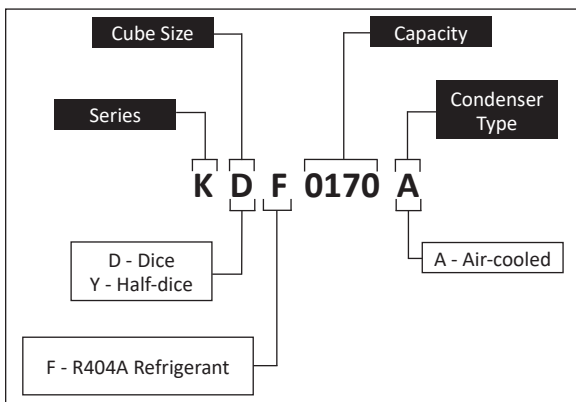 Cube Size
Capacity
Series
Condenser
Type
K D F 0170 A
D - Dice
Y - Half-dice
A - Air-cooled
F - R404A Refrigerant